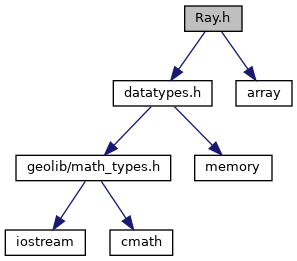 Ray.h
datatypes.h
array
geolib/math_types.h
memory
iostream
cmath